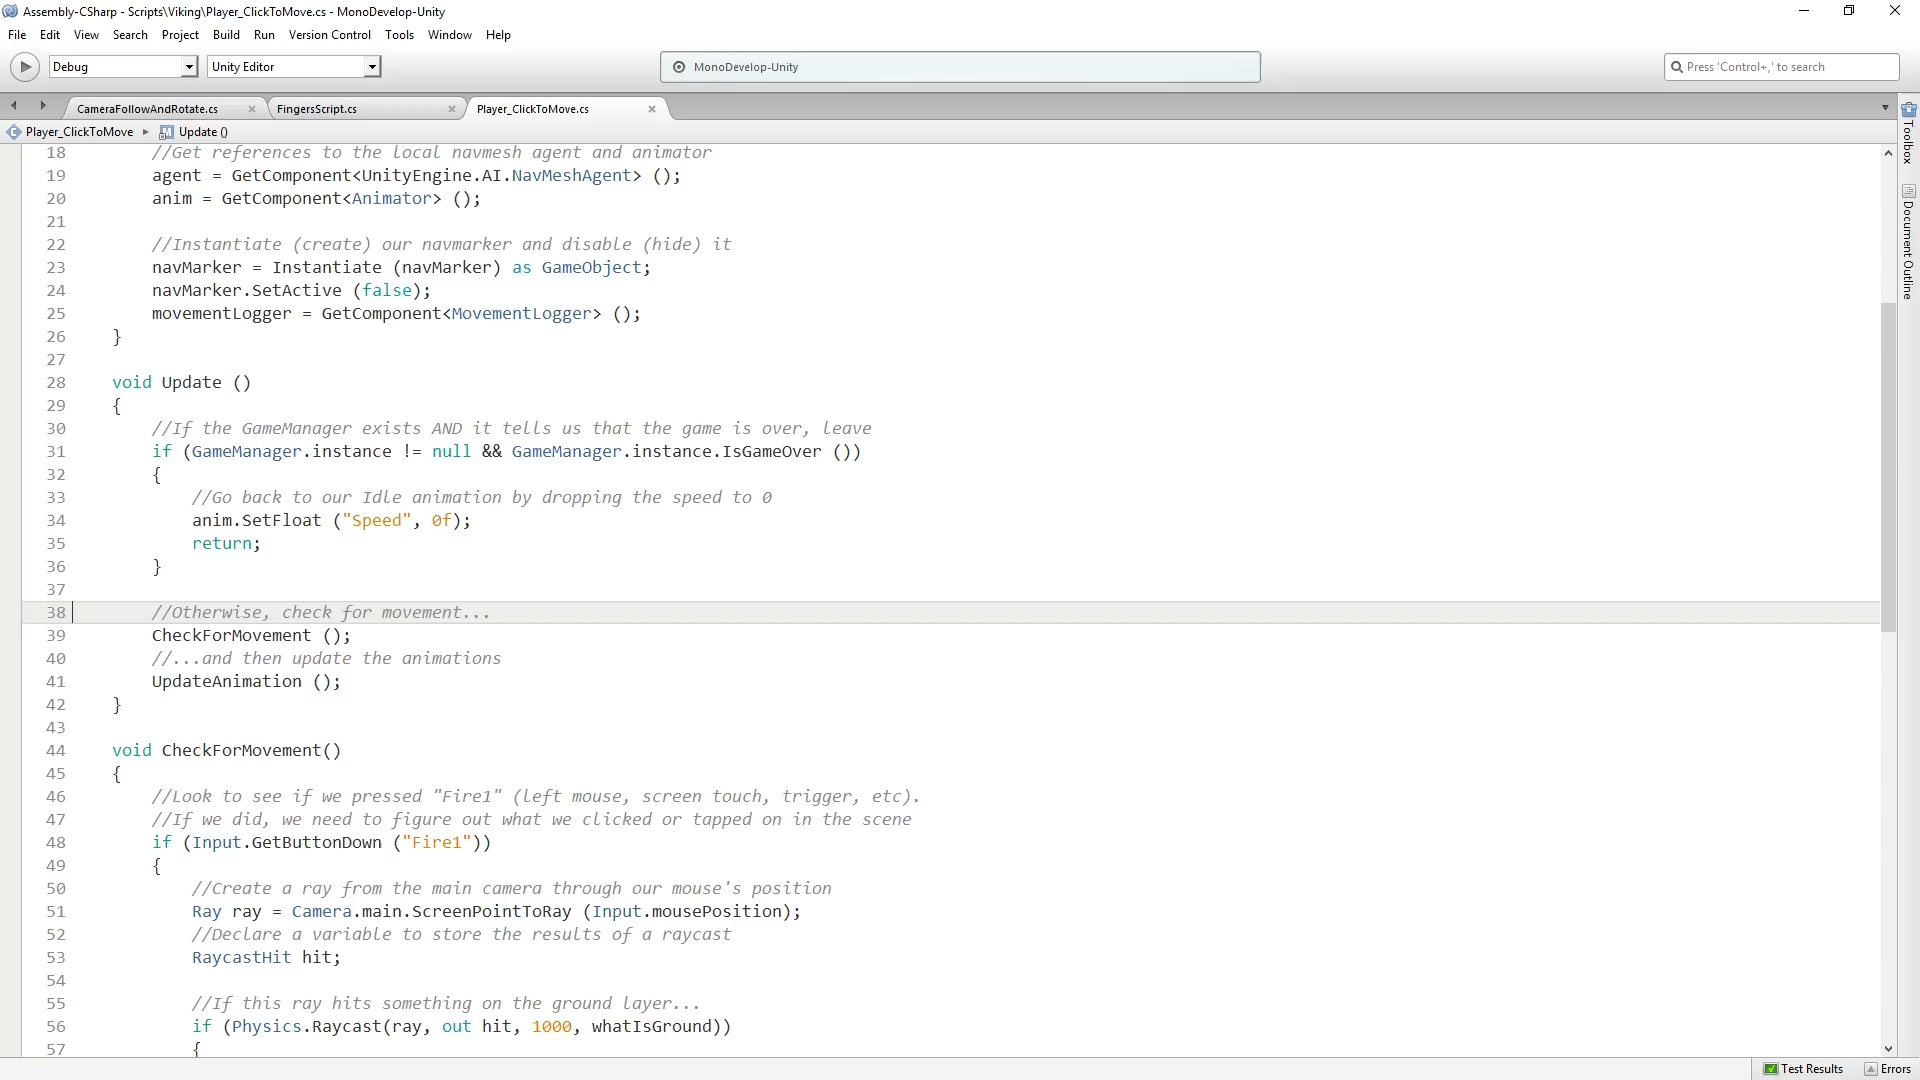 Assembly-CSharp - Scripts\Viking\Player_ClickToMove.cs - MonoDevelop-Unity
File Edit View Search Project Build Run Version Control Tools Window Help
Debug Unity Editor MonoDevelop-Unity Press 'Control+,' to search
CameraFollowAndRotate.cs FingersScript.cs Player_ClickToMove.cs
Player_ClickToMove Update ()
Toolbox
Document Outline
18 //Get references to the local navmesh agent and animator
19 agent = GetComponent<UnityEngine.AI.NavMeshAgent> ();
20 anim = GetComponent<Animator> ();
21
22 //Instantiate (create) our navmarker and disable (hide) it
23 navMarker = Instantiate (navMarker) as GameObject;
24 navMarker.SetActive (false);
25 movementLogger = GetComponent<MovementLogger> ();
26 }
27
28 void Update ()
29 {
30 //If the GameManager exists AND it tells us that the game is over, leave
31 if (GameManager.instance != null && GameManager.instance.IsGameOver ())
32 {
33 //Go back to our Idle animation by dropping the speed to 0
34 anim.SetFloat ("Speed", 0f);
35 return;
36 }
37
38 //Otherwise, check for movement...
39 CheckForMovement ();
40 //...and then update the animations
41 UpdateAnimation ();
42 }
43
44 void CheckForMovement()
45 {
46 //Look to see if we pressed "Fire1" (left mouse, screen touch, trigger, etc).
47 //If we did, we need to figure out what we clicked or tapped on in the scene
48 if (Input.GetButtonDown ("Fire1"))
49 {
50 //Create a ray from the main camera through our mouse's position
51 Ray ray = Camera.main.ScreenPointToRay (Input.mousePosition);
52 //Declare a variable to store the results of a raycast
53 RaycastHit hit;
54
55 //If this ray hits something on the ground layer...
56 if (Physics.Raycast(ray, out hit, 1000, whatIsGround))
57 {
Test Results Errors